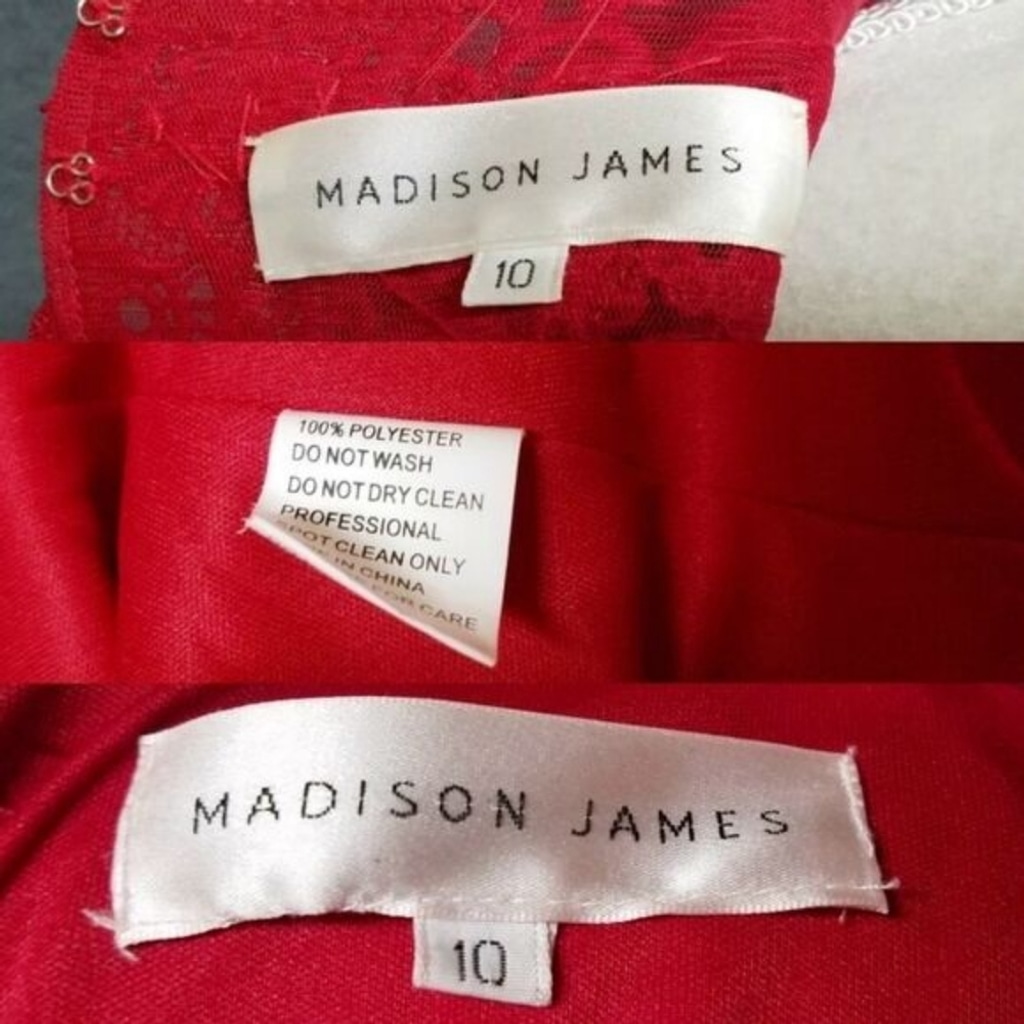 MADISON JAMES
10
100% POLYESTER
DO NOT WASH
DO NOT DRY CLEAN
PROFESSIONAL
SPOT CLEAN ONLY
IN CHINA
FOR CARE
MADISON JAMES
10